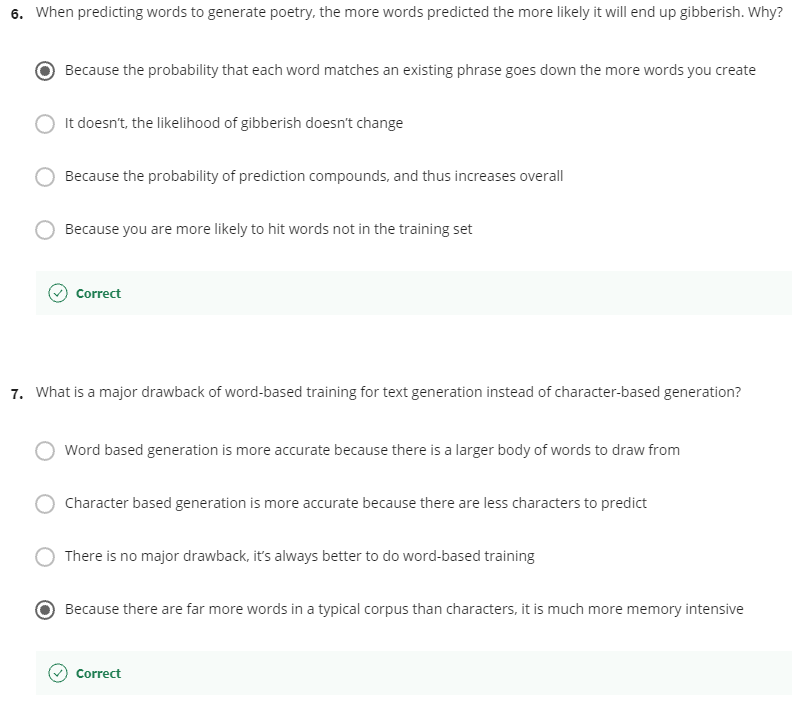 6. When predicting words to generate poetry, the more words predicted the more likely it will end up gibberish. Why?
Because the probability that each word matches an existing phrase goes down the more words you create
It doesn't, the likelihood of gibberish doesn't change
Because the probability of prediction compounds, and thus increases overall
Because you are more likely to hit words not in the training set
Correct
7. What is a major drawback of word-based training for text generation instead of character-based generation?
Word based generation is more accurate because there is a larger body of words to draw from
Character based generation is more accurate because there are less characters to predict
There is no major drawback, it's always better to do word-based training
Because there are far more words in a typical corpus than characters, it is much more memory intensive
Correct